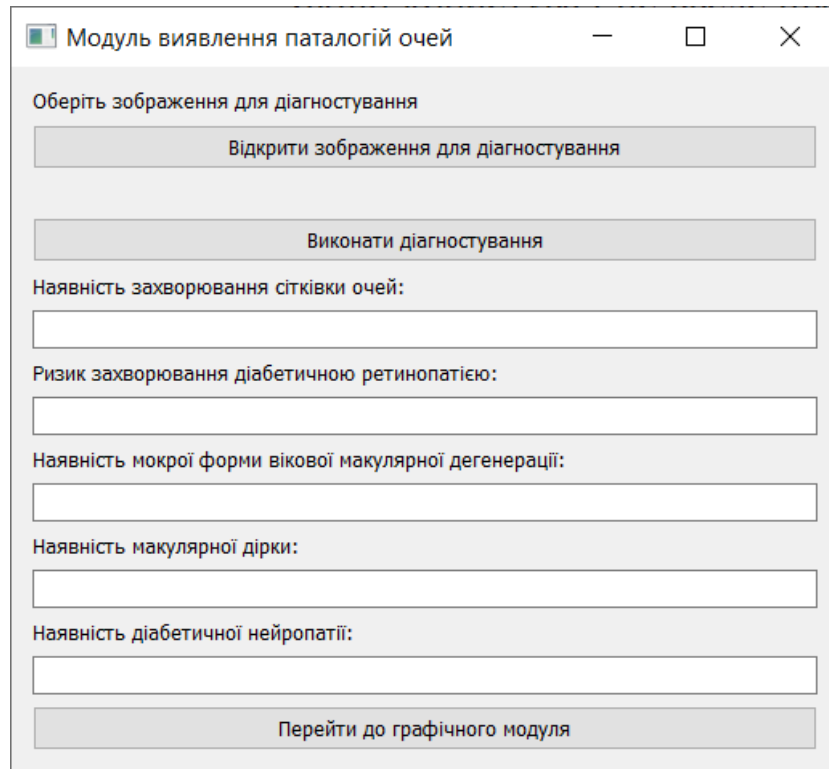 Модуль виявлення паталогій очей
Оберіть зображення для діагностування
Відкрити зображення для діагностування
Виконати діагностування
Наявність захворювання сітківки очей:
Ризик захворювання діабетичною ретинопатією:
Наявність мокрої форми вікової макулярної дегенерації:
Наявність макулярної дірки:
Наявність діабетичної нейропатії:
Перейти до графічного модуля